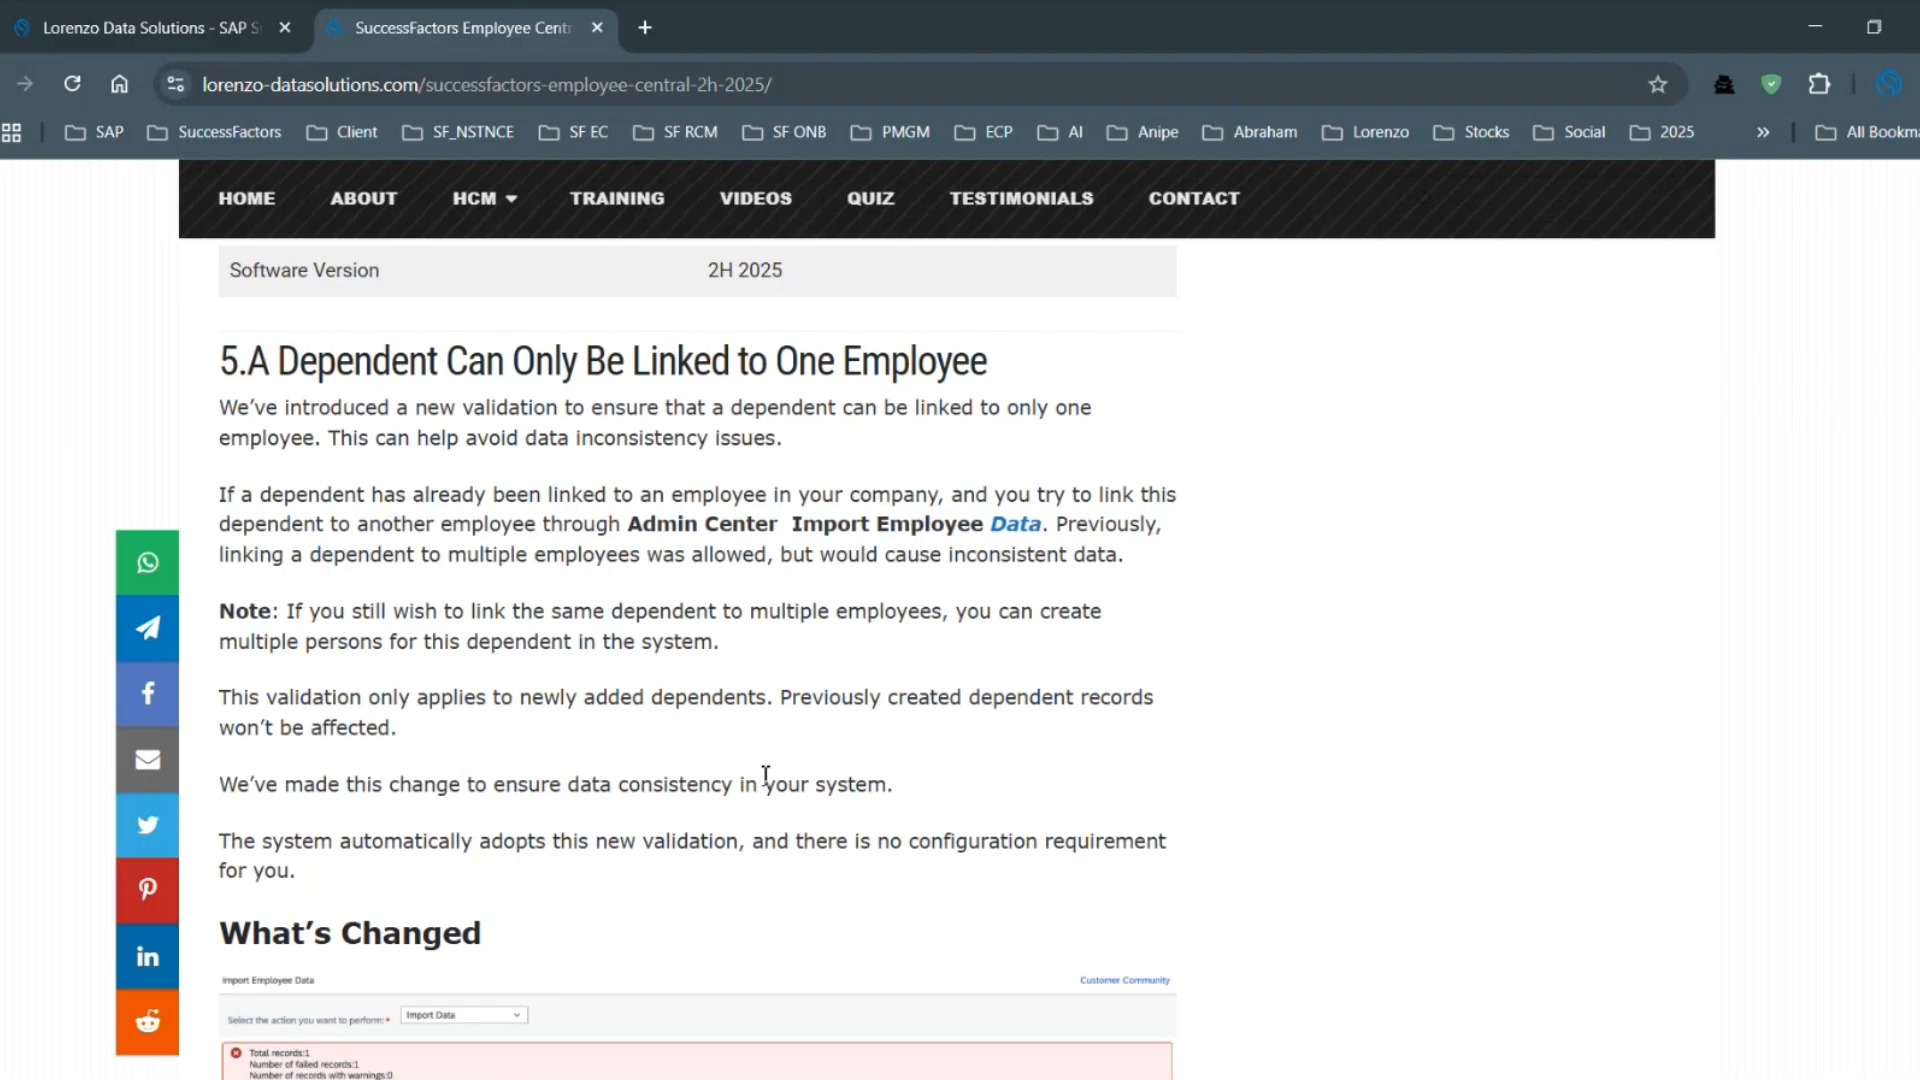 Lorenzo Data Solutions - SAP S
SuccessFactors Employee Cent
lorenzo-datasolutions.com/successfactors-employee-central-2h-2025/
SAP
SuccessFactors
Client
SF_NSTNCE
SF EC
SF RCM
SF ONB
PMGM
ECP
AI
Anipe
Abraham
Lorenzo
Stocks
Social
2025
»
All Bookma
HOME
ABOUT
HCM
TRAINING
VIDEOS
QUIZ
TESTIMONIALS
CONTACT
Software Version 2H 2025
5.A Dependent Can Only Be Linked to One Employee
We’ve introduced a new validation to ensure that a dependent can be linked to only one
employee. This can help avoid data inconsistency issues.
If a dependent has already been linked to an employee in your company, and you try to link this
dependent to another employee through Admin Center Import Employee Data. Previously,
linking a dependent to multiple employees was allowed, but would cause inconsistent data.
Note: If you still wish to link the same dependent to multiple employees, you can create
multiple persons for this dependent in the system.
This validation only applies to newly added dependents. Previously created dependent records
won’t be affected.
We’ve made this change to ensure data consistency in your system.
The system automatically adopts this new validation, and there is no configuration requirement
for you.
What’s Changed
Import Employee Data
Customer Community
Select the action you want to perform:*
Import Data
Total records:1
Number of failed records:1
Number of records with warnings:0